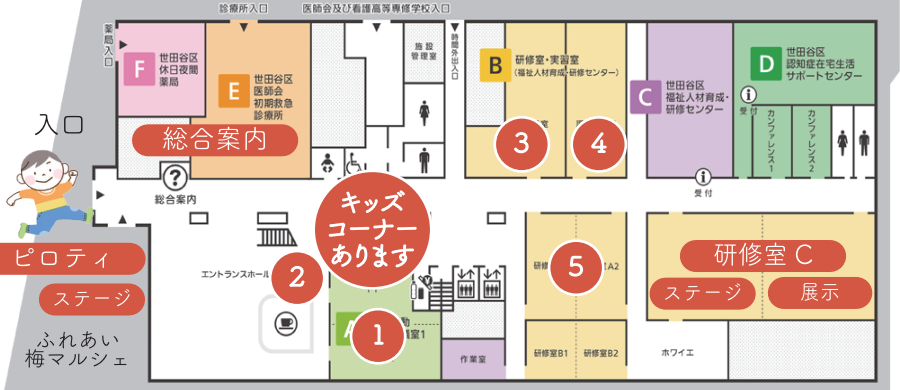 診療所入口
医師会及び看護高等専修学校入口
薬局入口
時間外出入口
F
世田谷区
休日夜間
薬局
E
世田谷区
医師会
初期救急
診療所
施設
管理室
B
研修室・実習室
(福祉人材育成・研修センター)
C
世田谷区
福祉人材育成・
研修センター
D
世田谷区
認知症在宅生活
サポートセンター
受付
カンファレンス1
カンファレンス2
3
4
入口
総合案内
?
総合案内
受付
キッズ
コーナー
あります
ピロティ
ステージ
ふれあい
梅マルシェ
エントランスホール
2
1
室1
作業室
5
A2
研修室B1
研修室B2
研修室C
ステージ
展示
ホワイエ